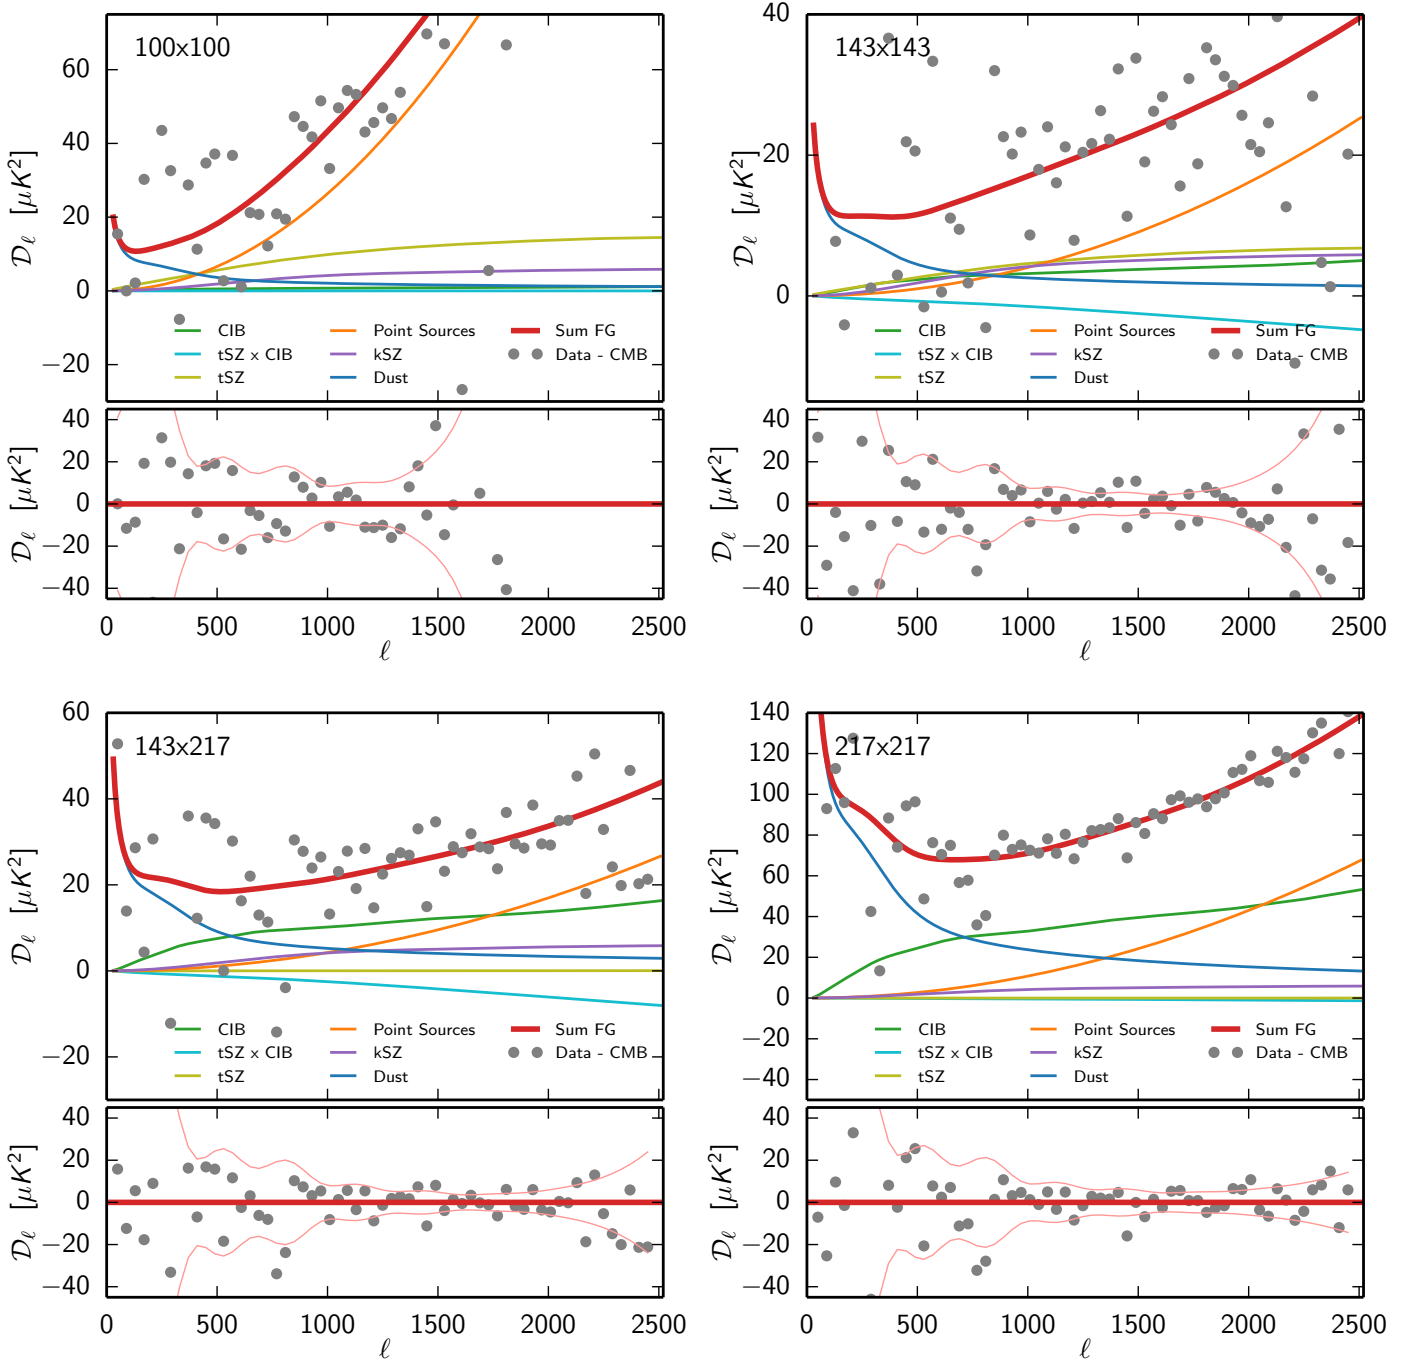 100x100
𝒟ℓ [μK²]
60
40
20
0
−20
CIB
tSZ x CIB
tSZ
Point Sources
kSZ
Dust
Sum FG
Data - CMB
𝒟ℓ [μK²]
40
20
0
−20
−40
0 500 1000 1500 2000 2500
ℓ
143x143
𝒟ℓ [μK²]
40
20
0
CIB
tSZ x CIB
tSZ
Point Sources
kSZ
Dust
Sum FG
Data - CMB
𝒟ℓ [μK²]
40
20
0
−20
−40
0 500 1000 1500 2000 2500
ℓ
143x217
𝒟ℓ [μK²]
60
40
20
0
−20
CIB
tSZ x CIB
tSZ
Point Sources
kSZ
Dust
Sum FG
Data - CMB
𝒟ℓ [μK²]
40
20
0
−20
−40
0 500 1000 1500 2000 2500
ℓ
217x217
𝒟ℓ [μK²]
140
120
100
80
60
40
20
0
−20
−40
CIB
tSZ x CIB
tSZ
Point Sources
kSZ
Dust
Sum FG
Data - CMB
𝒟ℓ [μK²]
40
20
0
−20
−40
0 500 1000 1500 2000 2500
ℓ